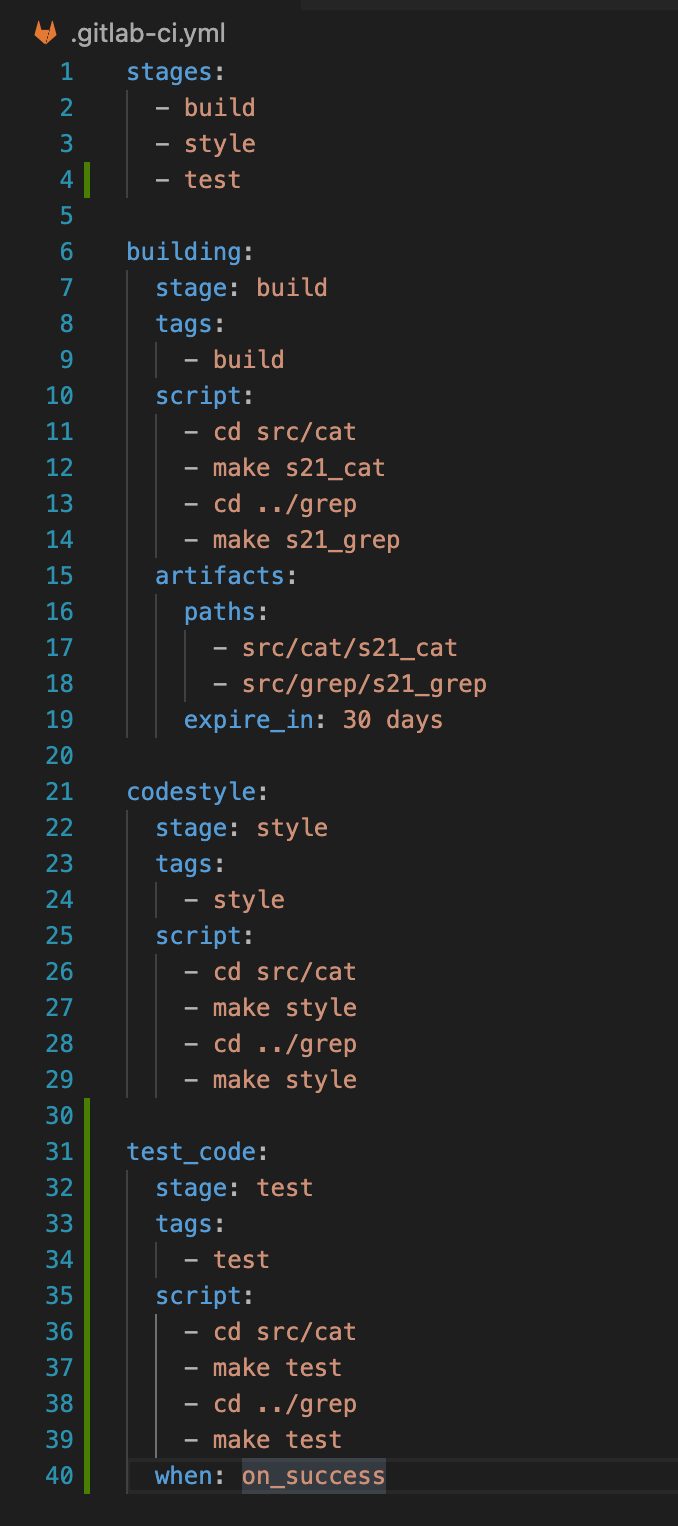 .gitlab-ci.yml
1 stages:
2   - build
3   - style
4   - test
5
6 building:
7   stage: build
8   tags:
9     - build
10   script:
11     - cd src/cat
12     - make s21_cat
13     - cd ../grep
14     - make s21_grep
15   artifacts:
16     paths:
17       - src/cat/s21_cat
18       - src/grep/s21_grep
19     expire_in: 30 days
20
21 codestyle:
22   stage: style
23   tags:
24     - style
25   script:
26     - cd src/cat
27     - make style
28     - cd ../grep
29     - make style
30
31 test_code:
32   stage: test
33   tags:
34     - test
35   script:
36     - cd src/cat
37     - make test
38     - cd ../grep
39     - make test
40   when: on_success